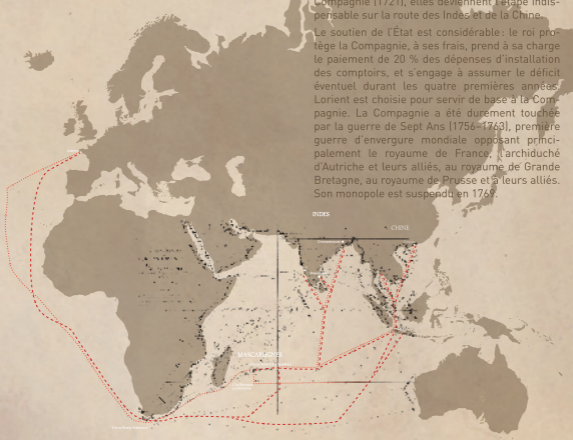 Compagnie (1721), elles deviennent l'étape indis-
pensable sur la route des Indes et de la Chine.
Le soutien de l'État est considérable : le roi pro-
tège la Compagnie, à ses frais, prend à sa charge
le paiement de 20 % des dépenses d'installation
des comptoirs, et s'engage à assumer le déficit
éventuel durant les quatre premières années.
Lorient est choisie pour servir de base à la Com-
pagnie. La Compagnie a été durement touchée
par la guerre de Sept Ans (1756-1763), première
guerre d'envergure mondiale opposant princi-
palement le royaume de France, l'archiduché
d'Autriche et leurs alliés, au royaume de Grande
Bretagne, au royaume de Prusse et à leurs alliés.
Son monopole est suspendu en 1769.
INDES
CHINE